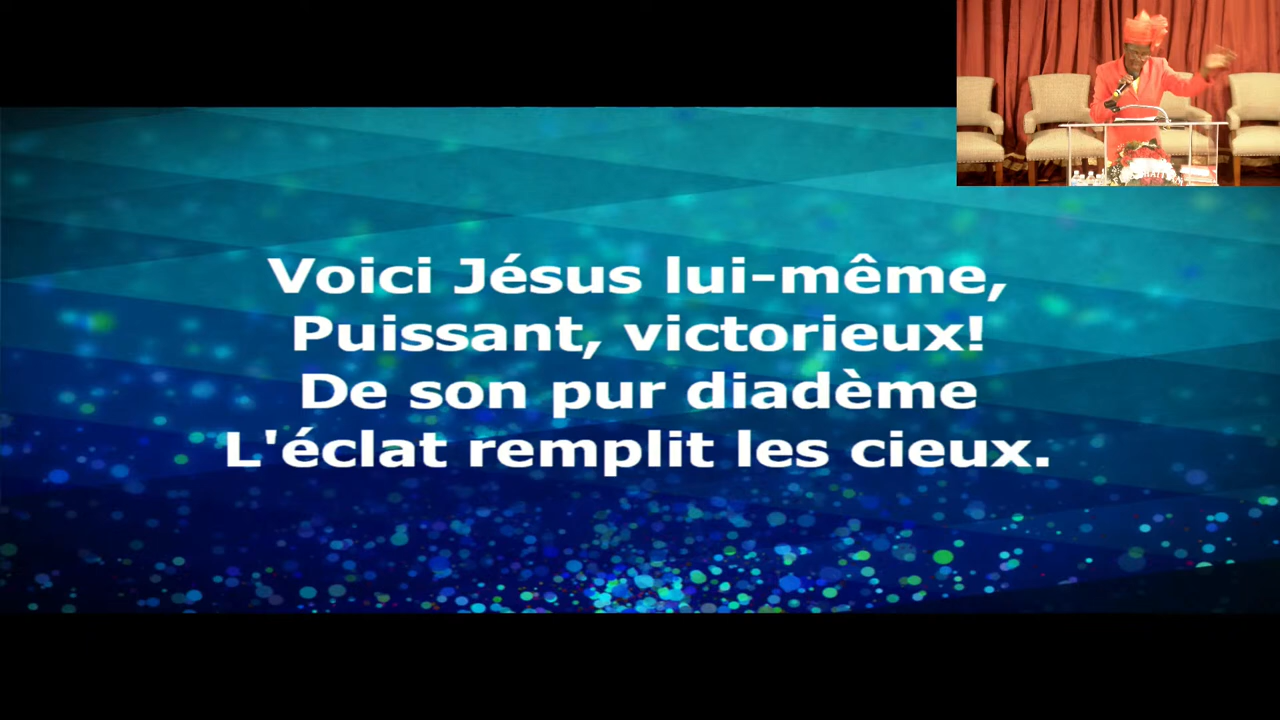 Voici Jésus lui-même,
Puissant, victorieux!
De son pur diadème
L'éclat remplit les cieux.